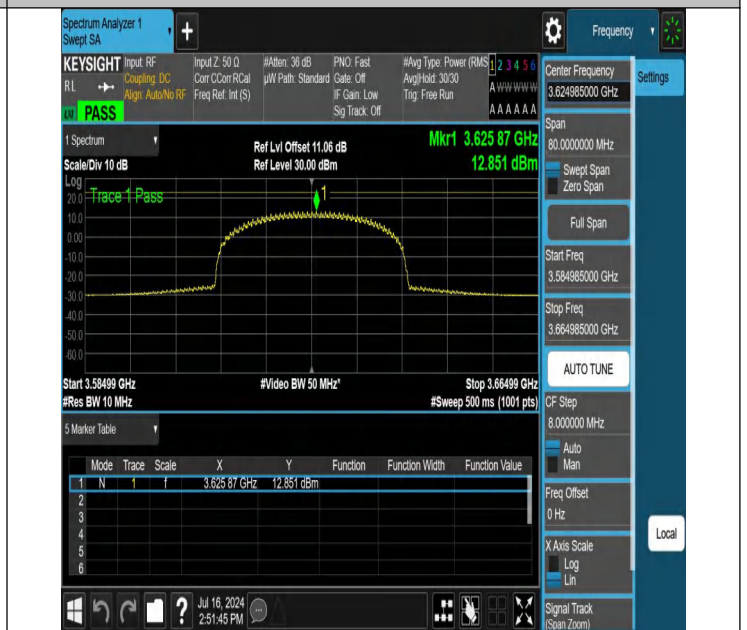 Spectrum Analyzer 1
Swept SA
Frequency
KEYSIGHT
RL
PASS
Input: RF
Coupling: DC
Align: Auto/No RF
Input Z: 50 Ω
Corr CCorr RCal
Freq Ref: Int (S)
#Atten: 36 dB
µW Path: Standard
PNO: Fast
Gate: Off
IF Gain: Low
Sig Track: Off
#Avg Type: Power (RMS
Avg|Hold: 30/30
Trig: Free Run
1 2 3 4 5 6
A W W W W W
A A A A A A
Center Frequency
3.624985000 GHz
Settings
Span
80.0000000 MHz
Swept Span
Zero Span
Full Span
Start Freq
3.584985000 GHz
Stop Freq
3.664985000 GHz
AUTO TUNE
CF Step
8.000000 MHz
Auto
Man
Freq Offset
0 Hz
X Axis Scale
Log
Lin
Signal Track
(Span Zoom)
Local
1 Spectrum
Scale/Div 10 dB
Ref Lvl Offset 11.06 dB
Ref Level 30.00 dBm
Mkr1 3.625 87 GHz
12.851 dBm
Log
Trace 1 Pass
1
20.0
10.0
0.00
-10.0
-20.0
-30.0
-40.0
-50.0
-60.0
Start 3.58499 GHz
#Video BW 50 MHz*
Stop 3.66499 GHz
#Res BW 10 MHz
#Sweep 500 ms (1001 pts)
5 Marker Table
Mode Trace Scale X Y Function Function Width Function Value
1 N 1 f 3.625 87 GHz 12.851 dBm
2
3
4
5
6
?
Jul 16, 2024
2:51:45 PM